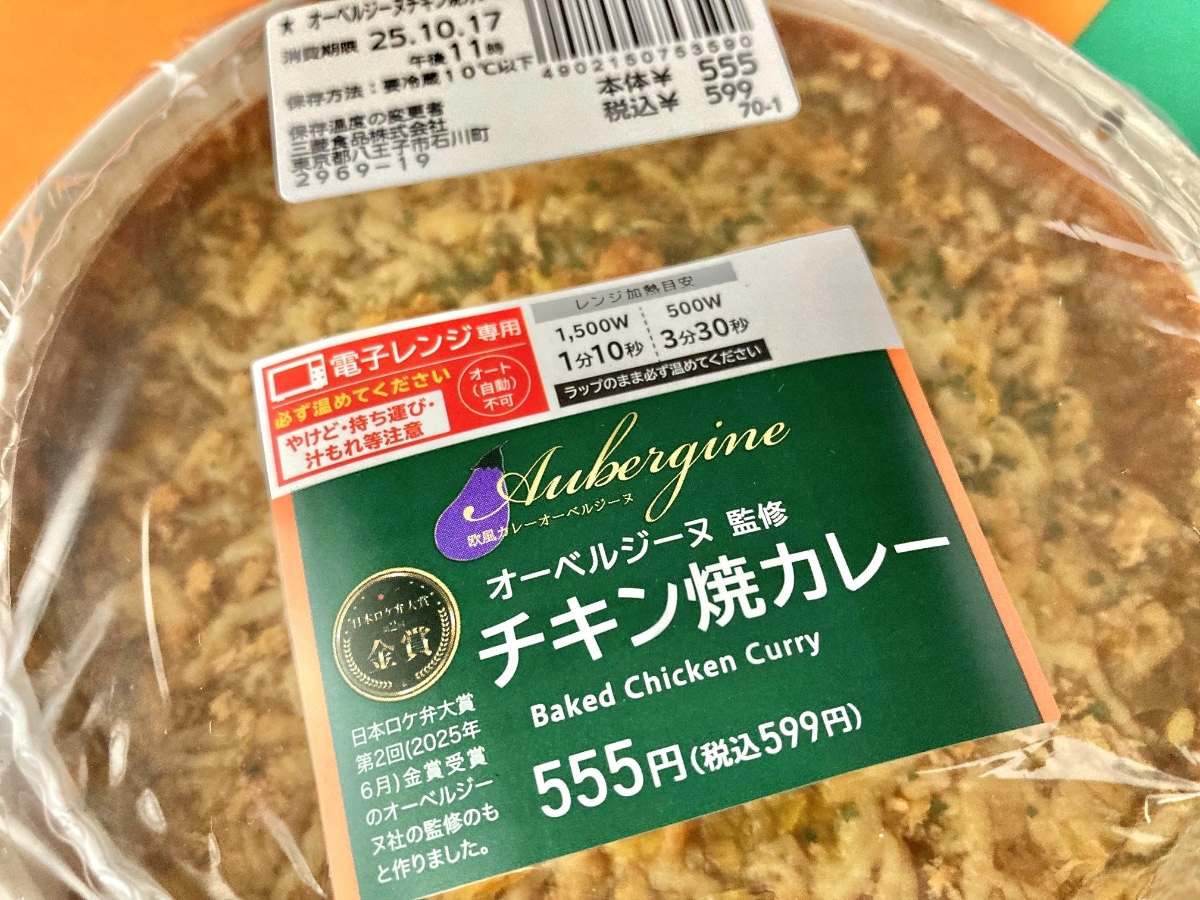 ★ オーベルジーヌチキン焼カレー
消費期限 25.10.17
午後11時
保存方法：要冷蔵10℃以下
4902150753590
本体¥ 555
税込¥ 599
70-1
保存温度の変更者
三菱食品株式会社
東京都八王子市石川町
2969-19
電子レンジ専用
必ず温めてください
オート
(自動)
不可
やけど・持ち運び・
汁もれ等注意
レンジ加熱目安
1,500W 500W
1分10秒 3分30秒
ラップのまま必ず温めてください
Aubergine
欧風カレーオーベルジーヌ
オーベルジーヌ 監修
チキン焼カレー
Baked Chicken Curry
555円(税込599円)
日本ロケ弁大賞
金賞
日本ロケ弁大賞
第2回(2025年
6月)金賞受賞
のオーベルジー
ヌ社の監修のも
と作りました。